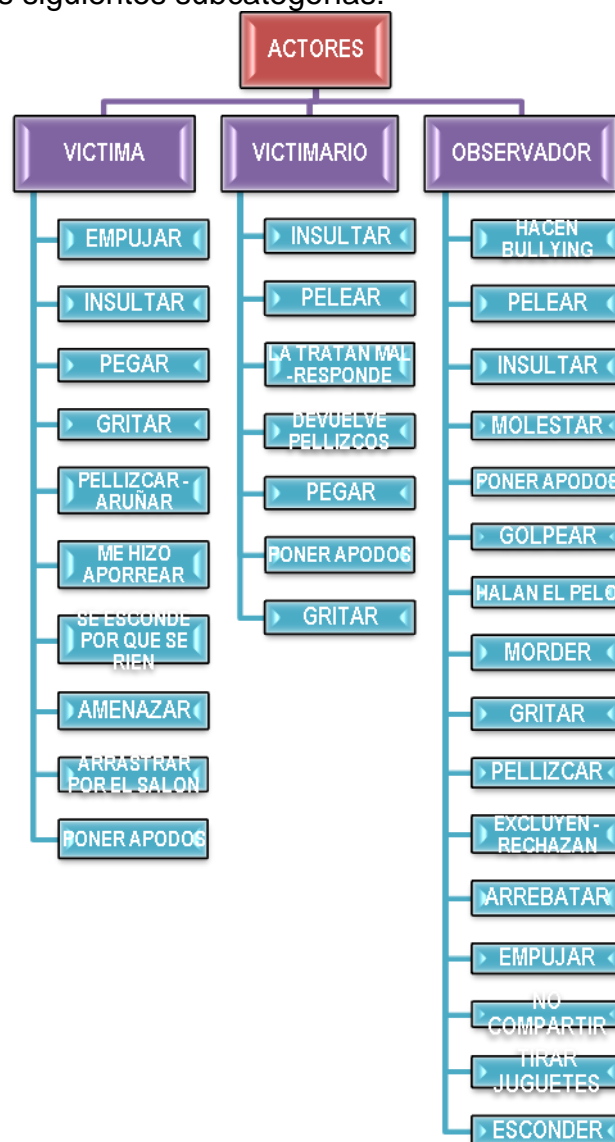 s siguientes subcategorías:
ACTORES
VICTIMA
VICTIMARIO
OBSERVADOR
EMPUJAR
INSULTAR
PEGAR
GRITAR
PELLIZCAR -
ARUÑAR
ME HIZO
APORREAR
SE ESCONDE
POR QUE SE
RIEN
AMENAZAR
ARRASTRAR
POR EL SALON
PONER APODOS
INSULTAR
PELEAR
LA TRATAN MAL
-RESPONDE
DEVUELVE
PELLIZCOS
PEGAR
PONER APODOS
GRITAR
HACEN
BULLYING
PELEAR
INSULTAR
MOLESTAR
PONER APODOS
GOLPEAR
HALAN EL PELO
MORDER
GRITAR
PELLIZCAR
EXCLUYEN -
RECHAZAN
ARREBATAR
EMPUJAR
NO
COMPARTIR
TIRAR
JUGUETES
ESCONDER